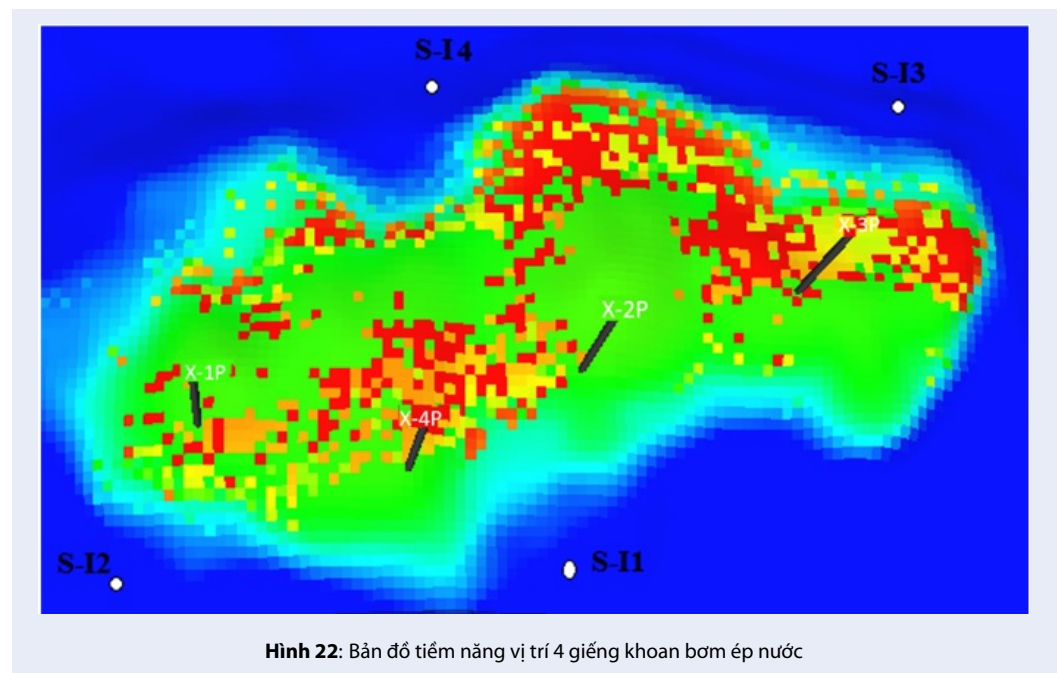 S-I4
S-I3
X-3P
X-2P
X-1P
X-4P
S-I2
S-I1
Hình 22: Bản đồ tiềm năng vị trí 4 giếng khoan bơm ép nước